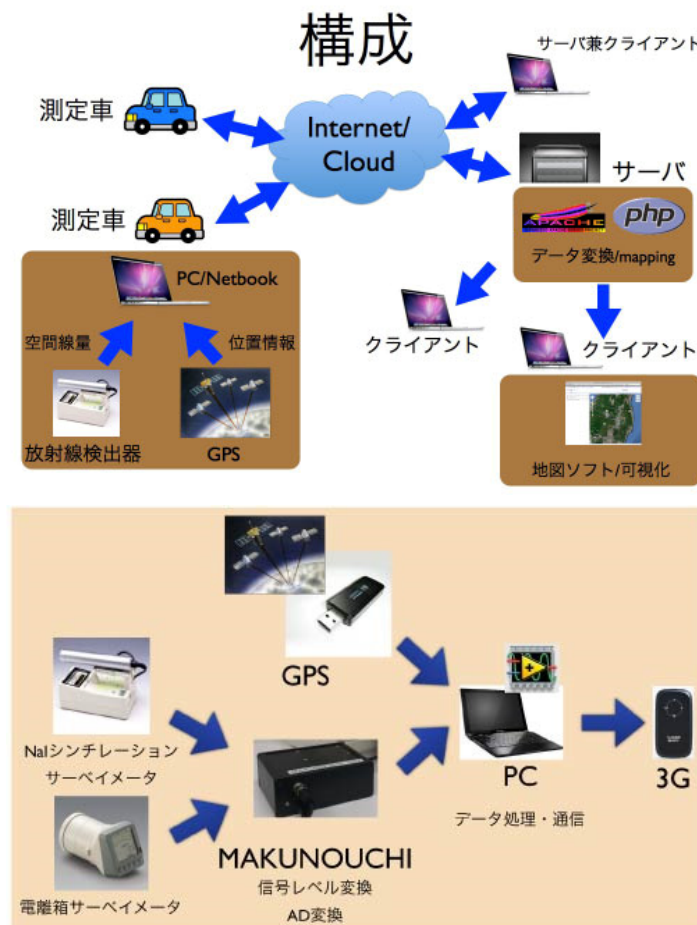 構成
サーバ兼クライアント
測定車
Internet/
Cloud
サーバ
測定車
APACHE
php
データ変換/mapping
PC/Netbook
空間線量
位置情報
クライアント
クライアント
放射線検出器
GPS
地図ソフト/可視化
GPS
NaIシンチレーション
サーベイメータ
PC
3G
データ処理・通信
MAKUNOUCHI
信号レベル変換
電離箱サーベイメータ
AD変換